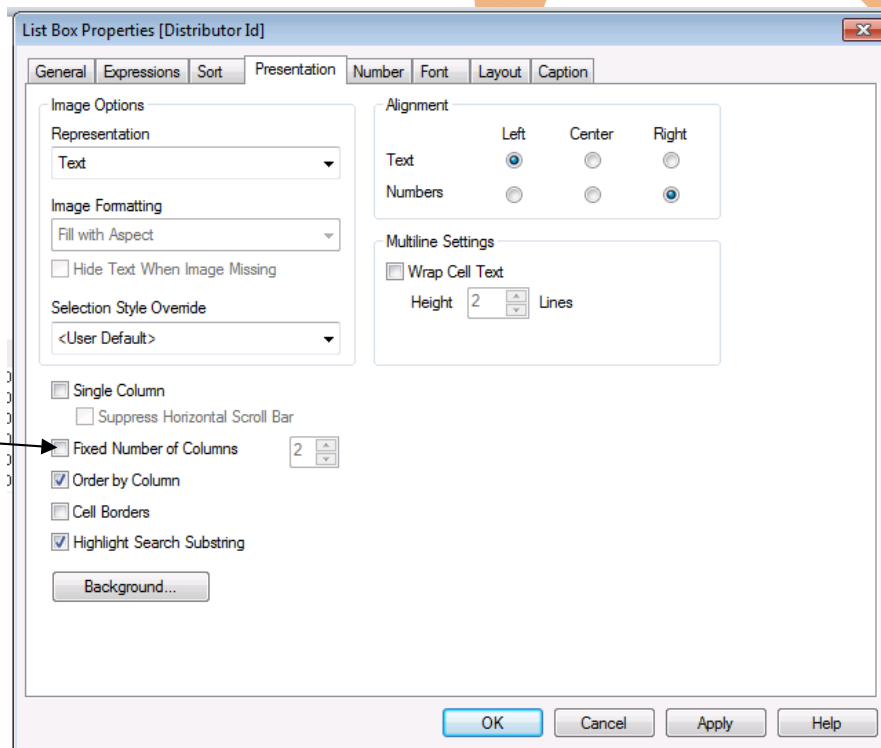 List Box Properties [Distributor Id]
General Expressions Sort Presentation Number Font Layout Caption
Image Options
Representation
Text
Image Formatting
Fill with Aspect
Hide Text When Image Missing
Selection Style Override
<User Default>
Alignment
Left Center Right
Text
Numbers
Multiline Settings
Wrap Cell Text
Height 2 Lines
Single Column
Suppress Horizontal Scroll Bar
Fixed Number of Columns 2
Order by Column
Cell Borders
Highlight Search Substring
Background...
OK Cancel Apply Help